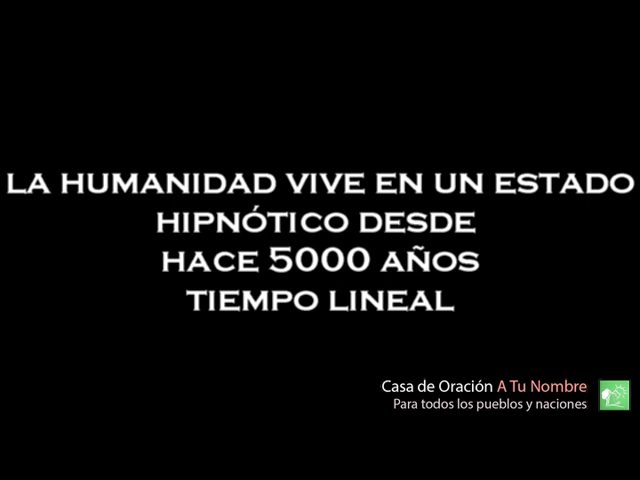 LA HUMANIDAD VIVE EN UN ESTADO
HIPNÓTICO DESDE
HACE 5000 AÑOS
TIEMPO LINEAL
Casa de Oración A Tu Nombre
Para todos los pueblos y naciones